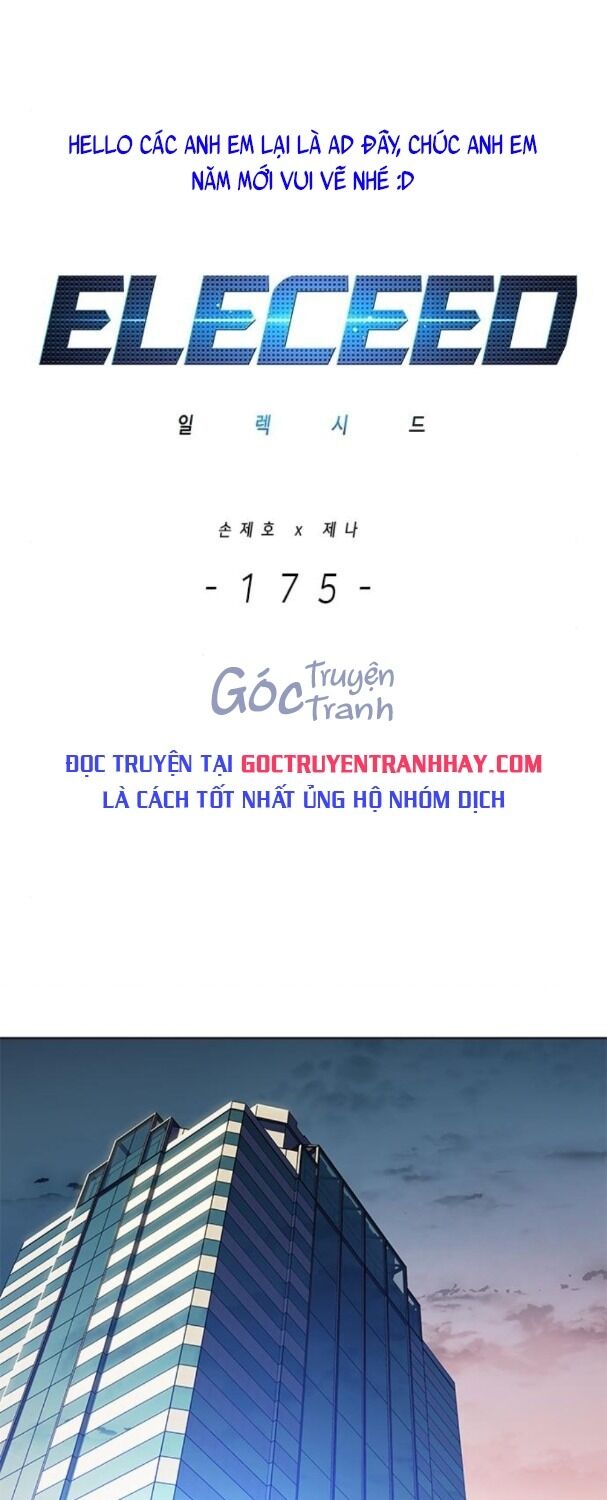 HELLO CÁC ANH EM LẠI LÀ AD ĐÂY, CHÚC ANH EM
NĂM MỚI VUI VẼ NHÉ :D
ELECEED
일렉시드
손제호 x 제나
-175-
Góc Truyện
Tranh
ĐỌC TRUYỆN TẠI GOCTRUYENTRANHHAY.COM
LÀ CÁCH TỐT NHẤT ỦNG HỘ NHÓM DỊCH